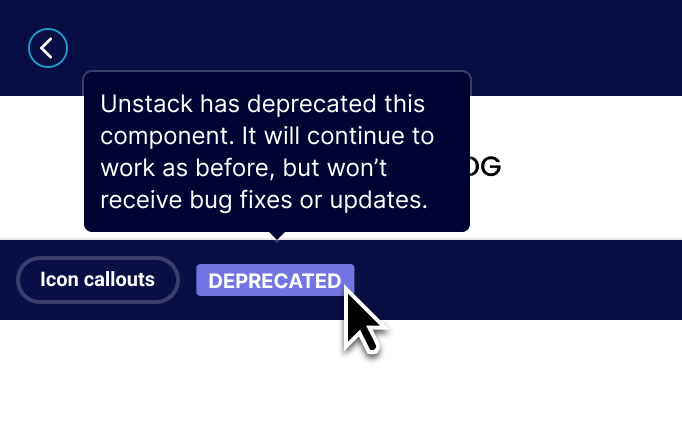 Unstack has deprecated this
component. It will continue to
work as before, but won’t
receive bug fixes or updates.
OG
Icon callouts
DEPRECATED